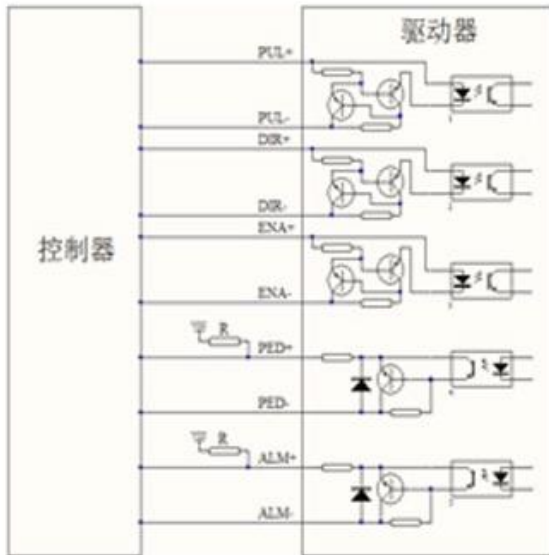 驱动器
控制器
PUL+
PUL-
DIR+
DIR-
ENA+
ENA-
R
PED+
PED-
R
ALM+
ALM-